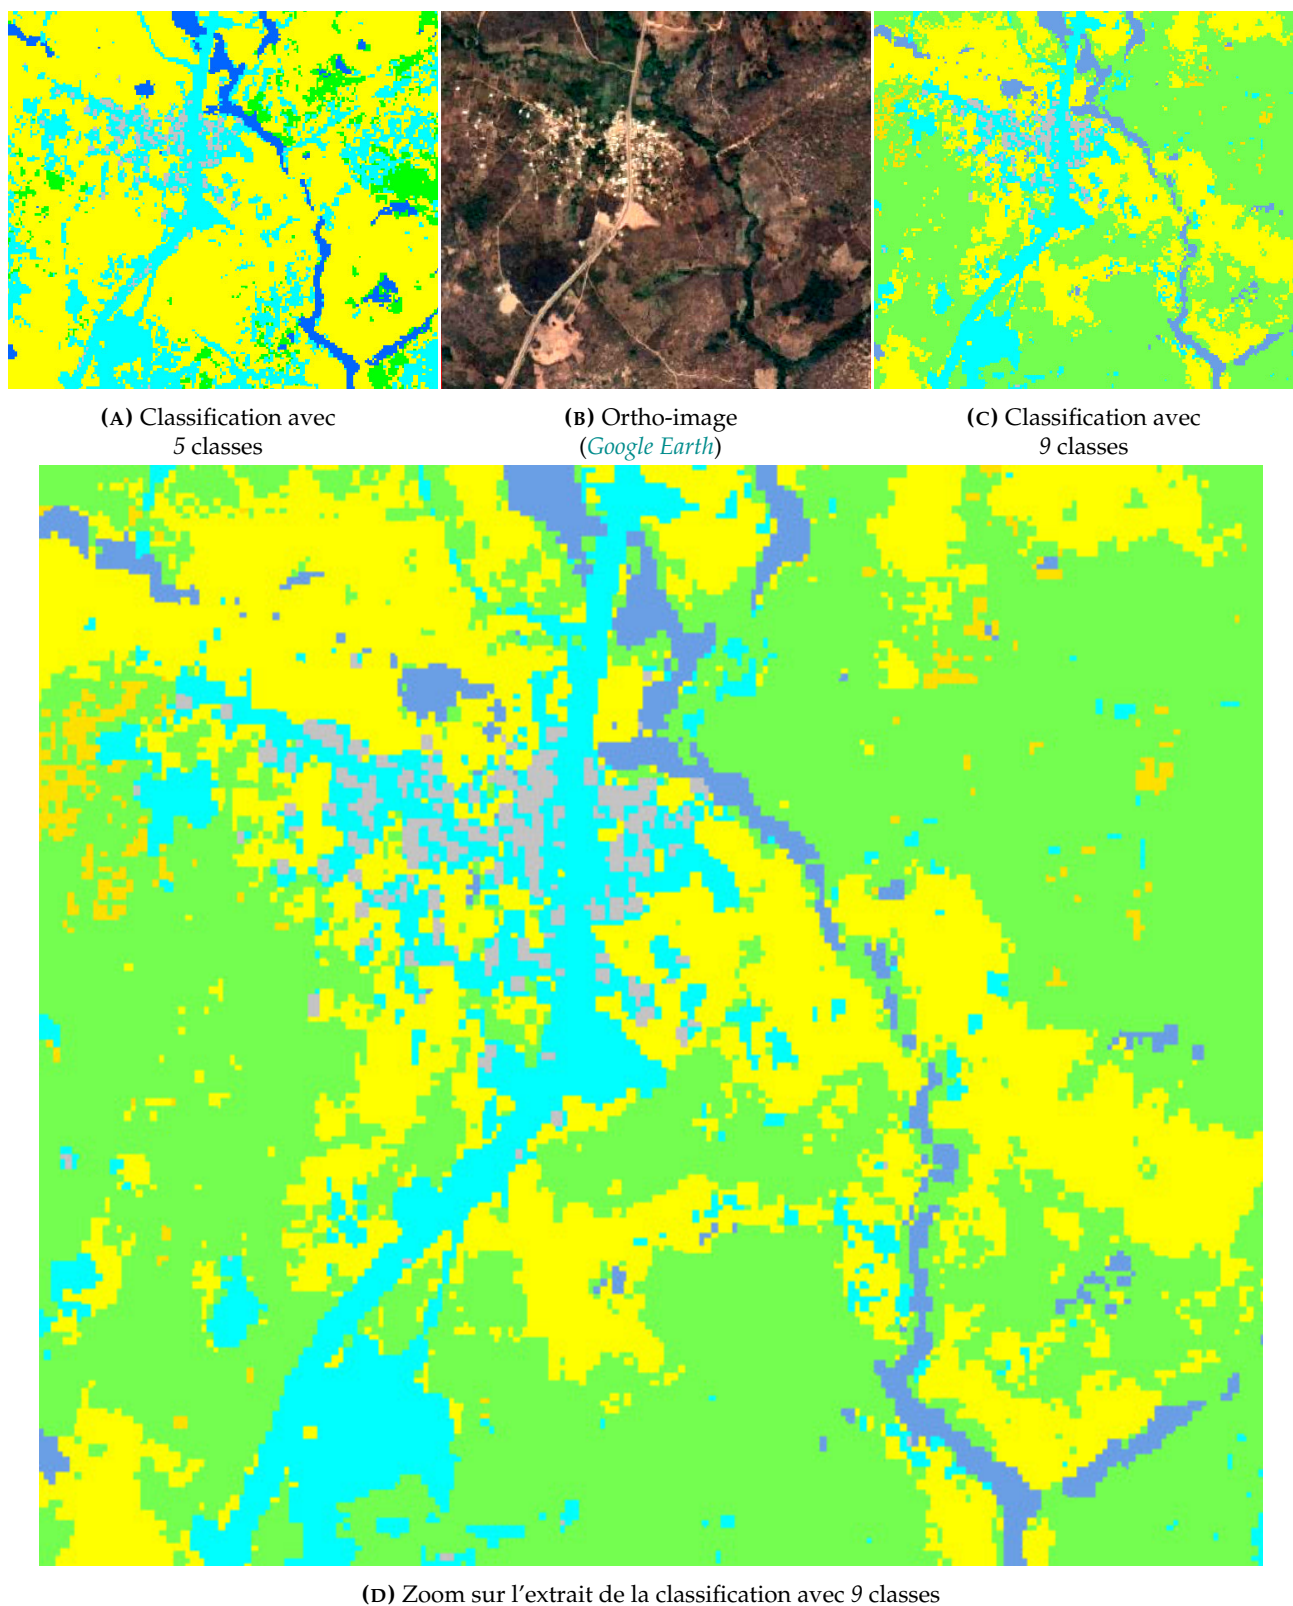 (A) Classification avec
5 classes
(B) Ortho-image
(Google Earth)
(C) Classification avec
9 classes
(D) Zoom sur l'extrait de la classification avec 9 classes